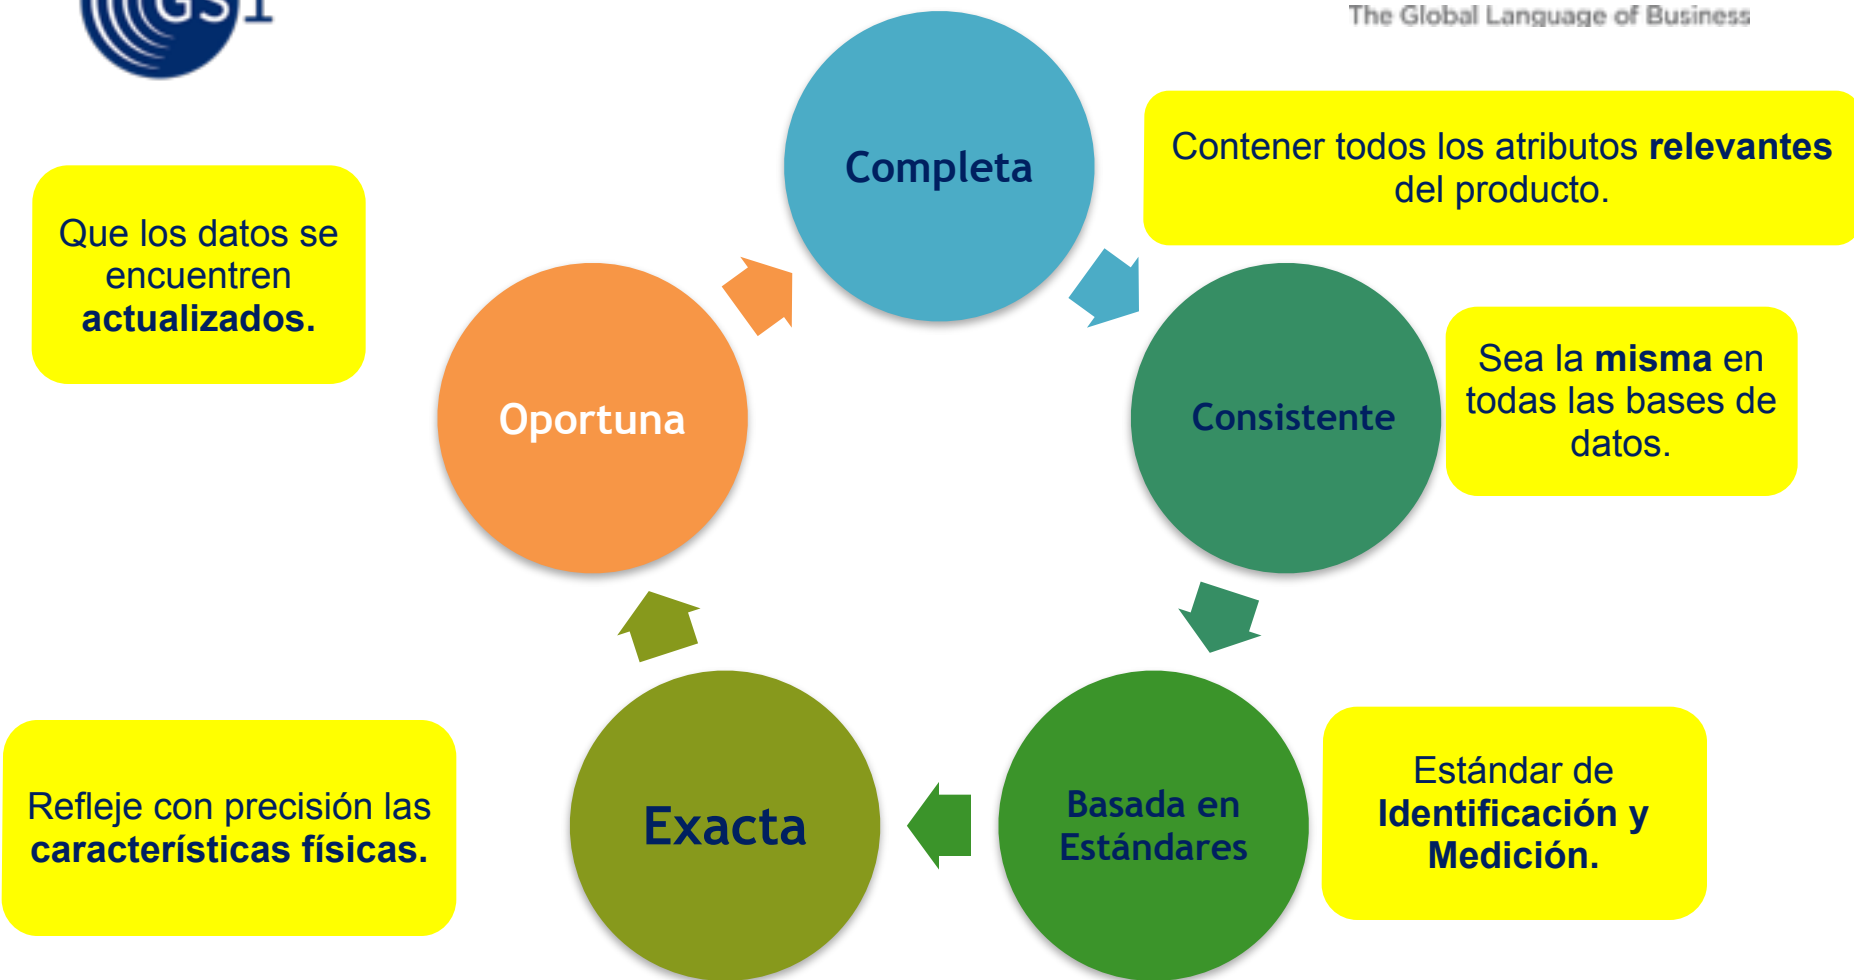 GS1
The Global Language of Business
Completa
Contener todos los atributos relevantes
del producto.
Que los datos se
encuentren
actualizados.
Oportuna
Consistente
Sea la misma en
todas las bases de
datos.
Exacta
Refleje con precisión las
características físicas.
Basada en
Estándares
Estándar de
Identificación y
Medición.